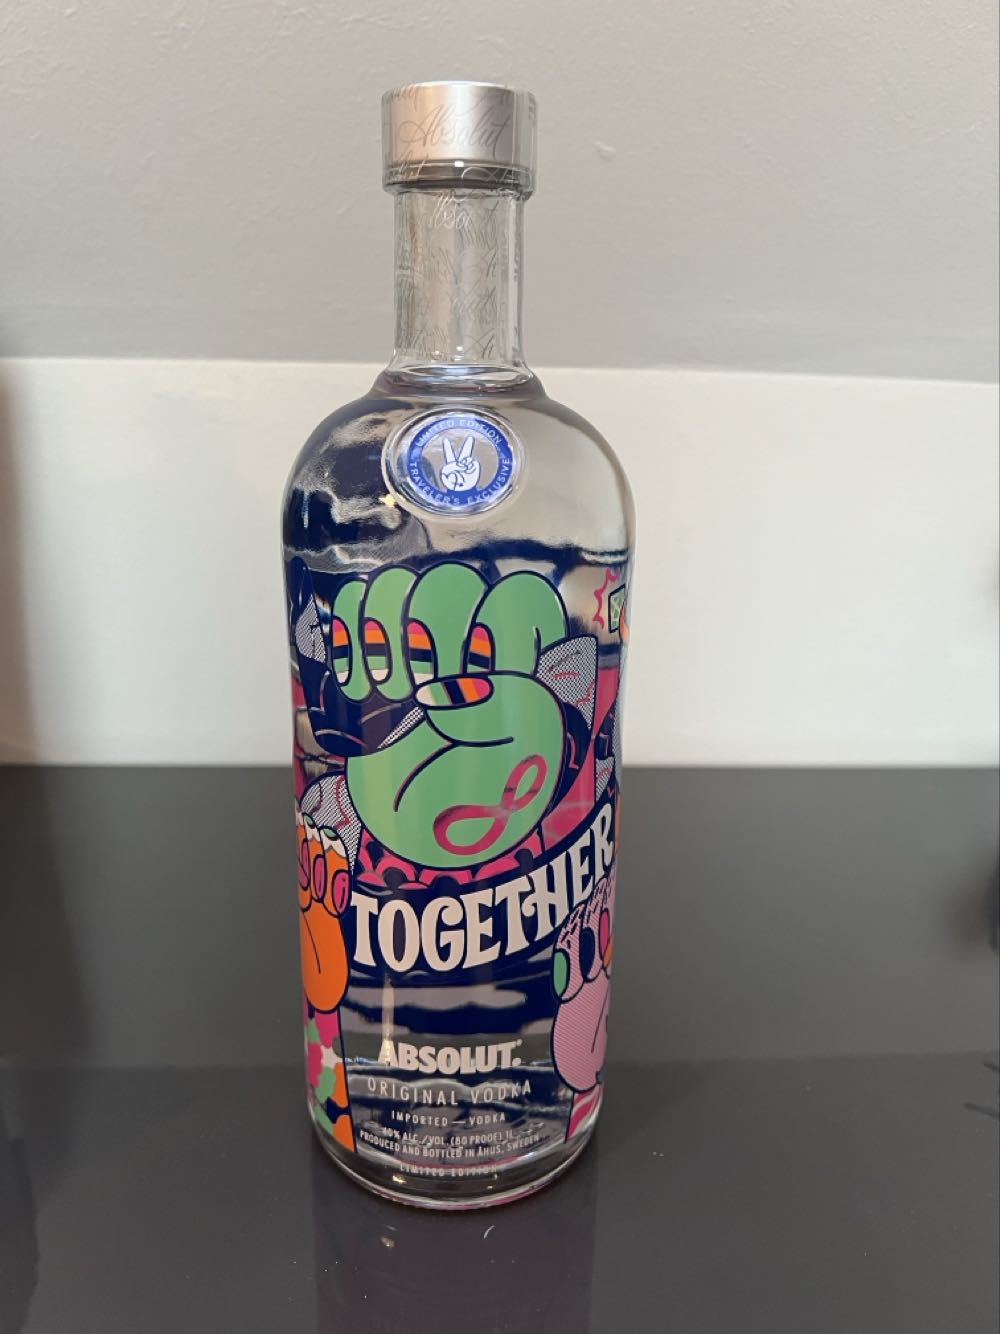 Absolut
LIMITED EDITION
TRAVELER'S EXCLUSIVE
TOGETHER
ABSOLUT®
ORIGINAL VODKA
IMPORTED — VODKA
40% ALC./VOL. (80 PROOF) 1L
PRODUCED AND BOTTLED IN ÅHUS, SWEDEN
LIMITED EDITION